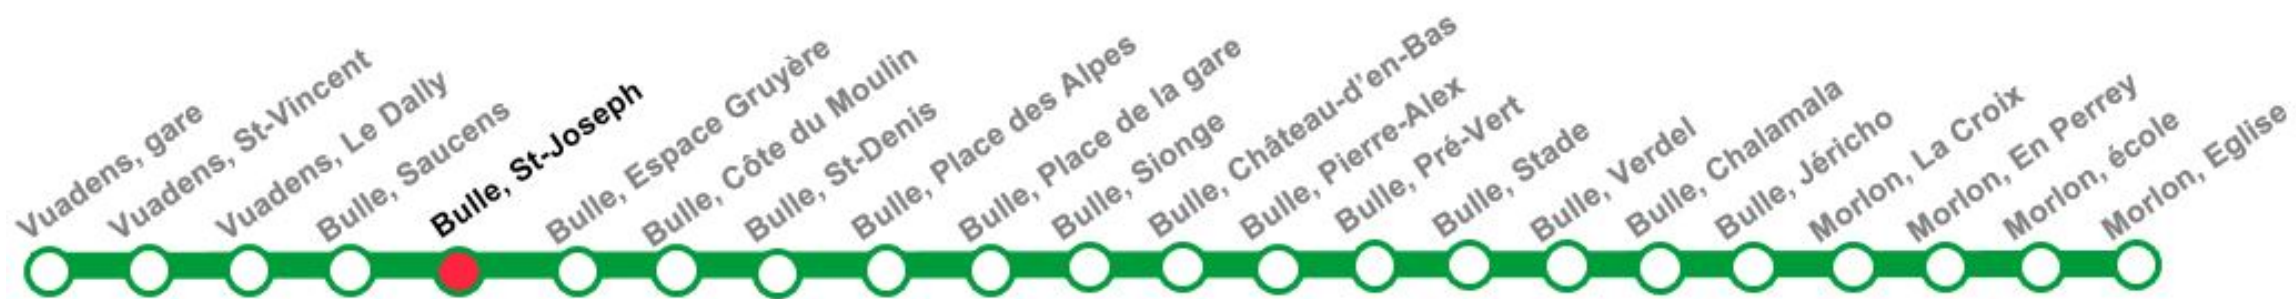 Vuadens, gare
Vuadens, St-Vincent
Vuadens, Le Dally
Bulle, Saucens
Bulle, St-Joseph
Bulle, Espace Gruyère
Bulle, Côte du Moulin
Bulle, St-Denis
Bulle, Place des Alpes
Bulle, Place de la gare
Bulle, Sionge
Bulle, Château-d'en-Bas
Bulle, Pierre-Alex
Bulle, Pré-Vert
Bulle, Stade
Bulle, Verdel
Bulle, Chalamala
Bulle, Jéricho
Morlon, La Croix
Morlon, En Perrey
Morlon, école
Morlon, Eglise